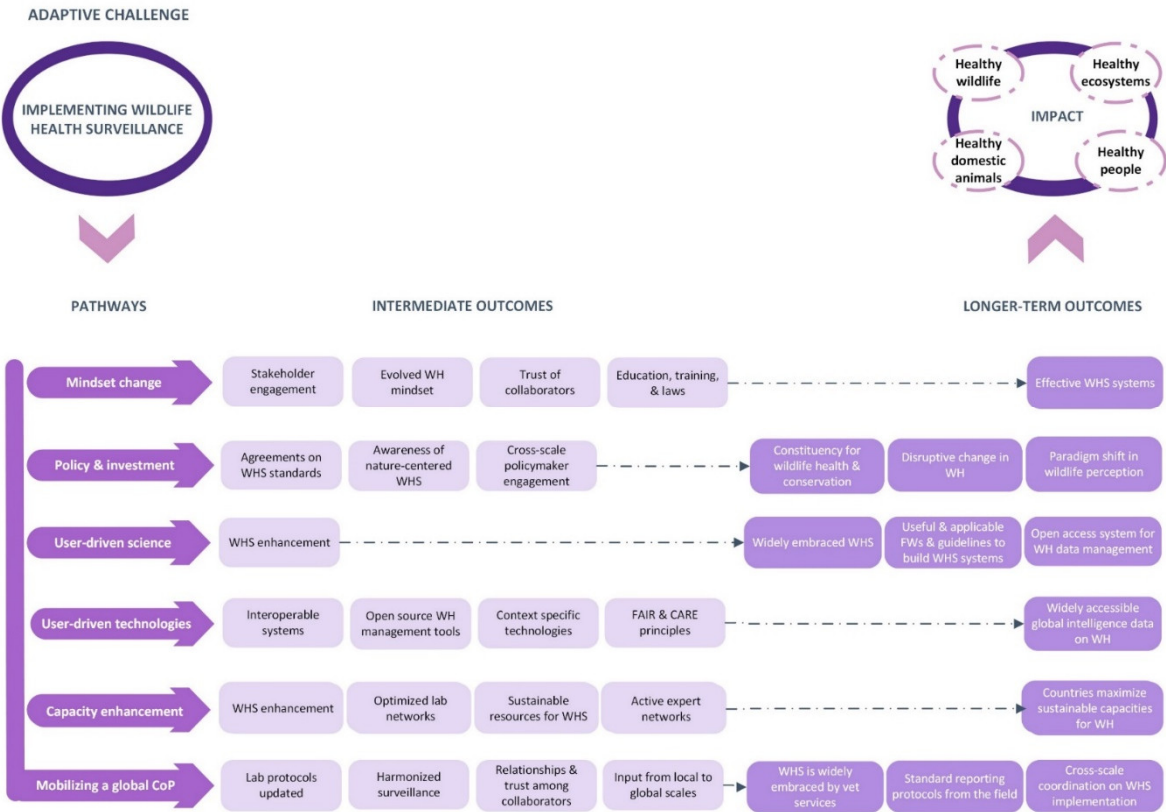 ADAPTIVE CHALLENGE
IMPLEMENTING WILDLIFE
HEALTH SURVEILLANCE
Healthy
wildlife
Healthy
ecosystems
IMPACT
Healthy
domestic
animals
Healthy
people
PATHWAYS
INTERMEDIATE OUTCOMES
LONGER-TERM OUTCOMES
Mindset change
Stakeholder
engagement
Evolved WH
mindset
Trust of
collaborators
Education, training,
& laws
Effective WHS systems
Policy & investment
Agreements on
WHS standards
Awareness of
nature-centered
WHS
Cross-scale
policymaker
engagement
Constituency for
wildlife health &
conservation
Disruptive change in
WH
Paradigm shift in
wildlife perception
User-driven science
WHS enhancement
Widely embraced WHS
Useful & applicable
FWs & guidelines to
build WHS systems
Open access system for
WH data management
User-driven technologies
Interoperable
systems
Open source WH
management tools
Context specific
technologies
FAIR & CARE
principles
Widely accessible
global intelligence data
on WH
Capacity enhancement
WHS enhancement
Optimized lab
networks
Sustainable
resources for WHS
Active expert
networks
Countries maximize
sustainable capacities
for WH
Mobilizing a global CoP
Lab protocols
updated
Harmonized
surveillance
Relationships &
trust among
collaborators
Input from local to
global scales
WHS is widely
embraced by vet
services
Standard reporting
protocols from the field
Cross-scale
coordination on WHS
implementation